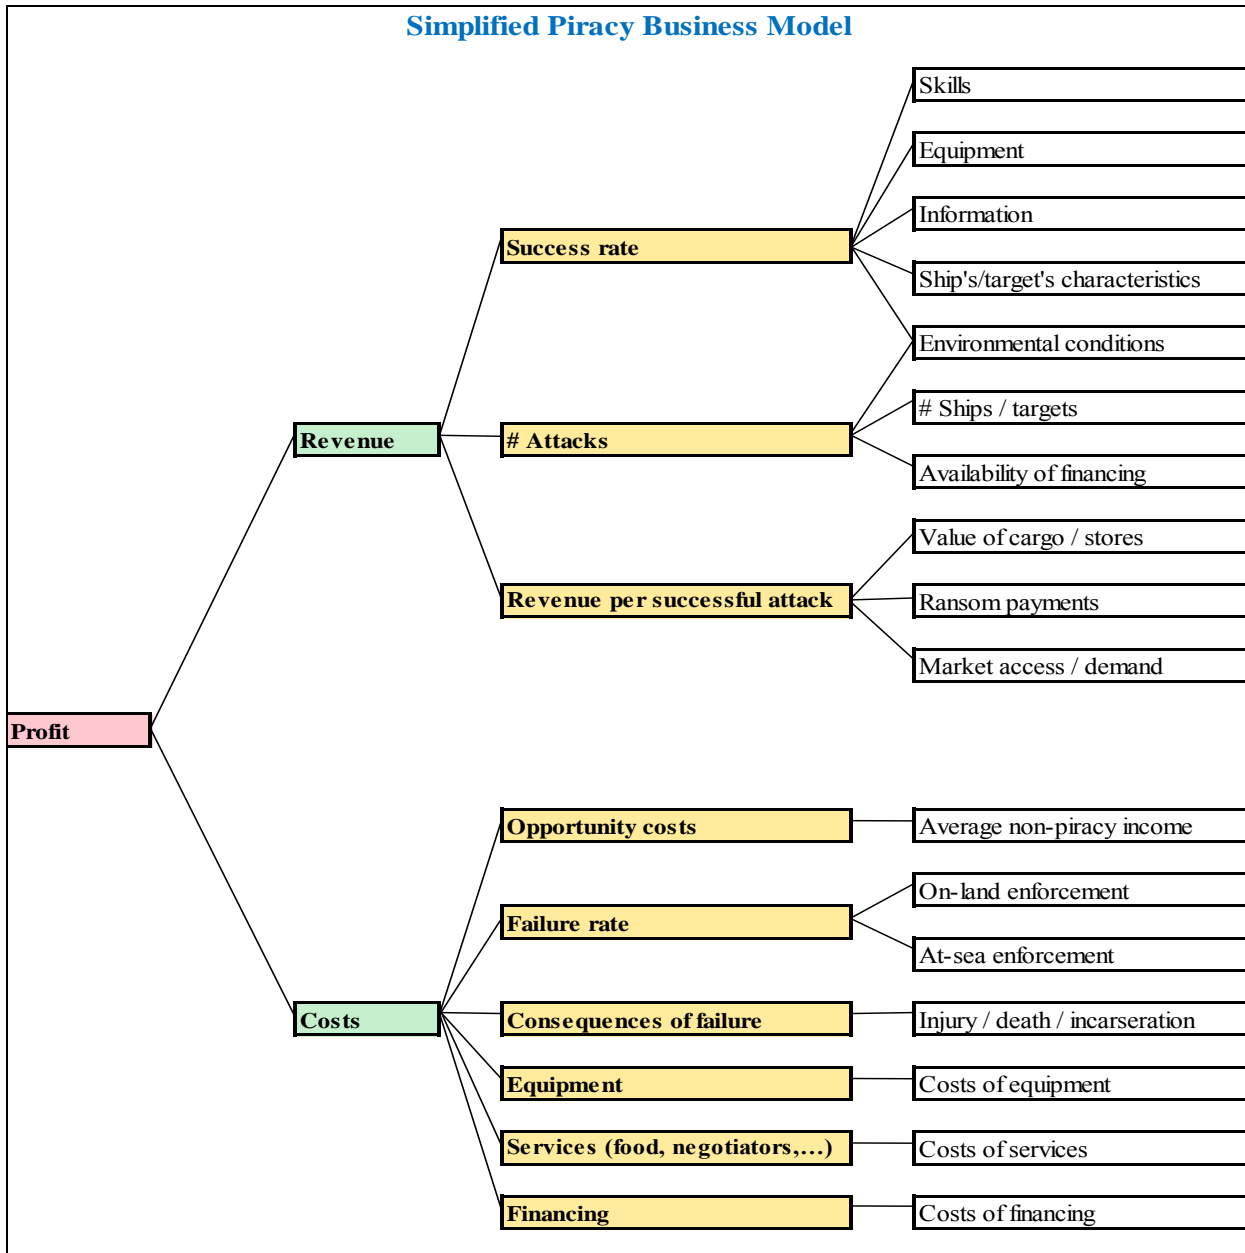 Simplified Piracy Business Model
Skills
Equipment
Information
Success rate
Ship's/target's characteristics
Environmental conditions
# Ships / targets
Revenue
# Attacks
Availability of financing
Value of cargo / stores
Revenue per successful attack
Ransom payments
Market access / demand
Profit
Opportunity costs
Average non-piracy income
On-land enforcement
Failure rate
At-sea enforcement
Costs
Consequences of failure
Injury / death / incarseration
Equipment
Costs of equipment
Services (food, negotiators,...)
Costs of services
Financing
Costs of financing